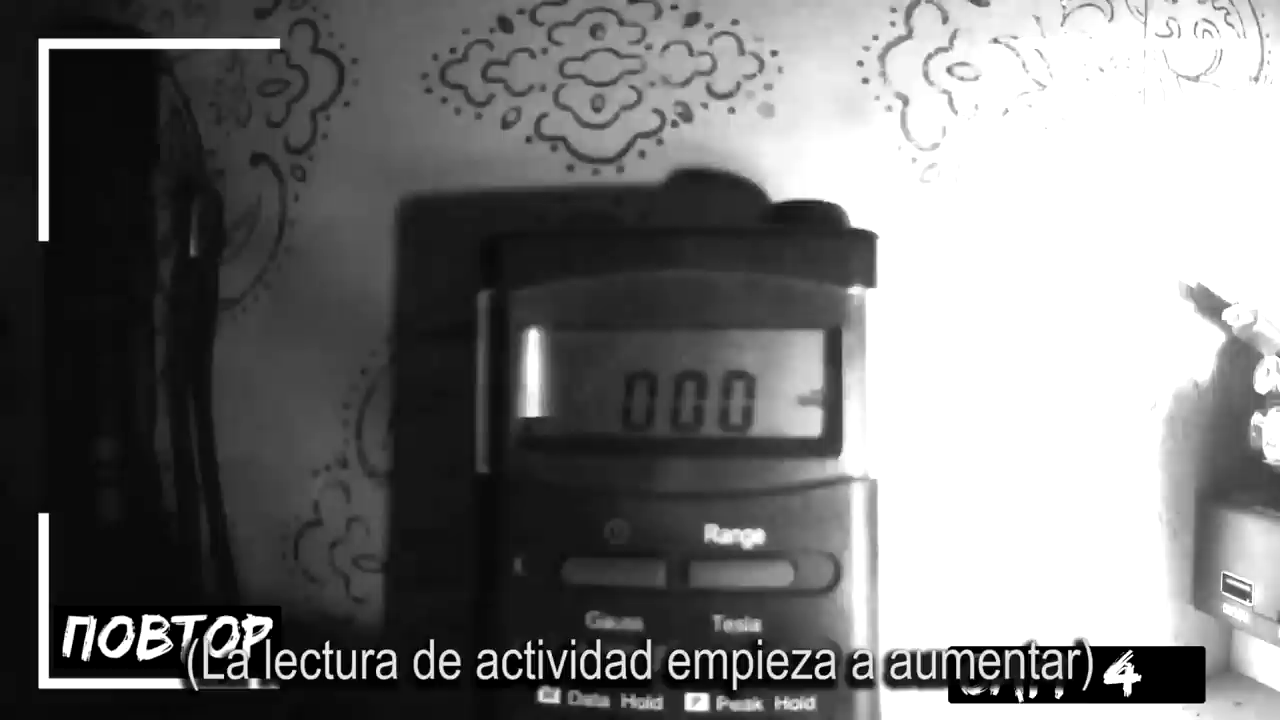 000
Range
Gauss Tesla
ПОВТОР
(La lectura de actividad empieza a aumentar)
4
Data Hold P Peak Hold